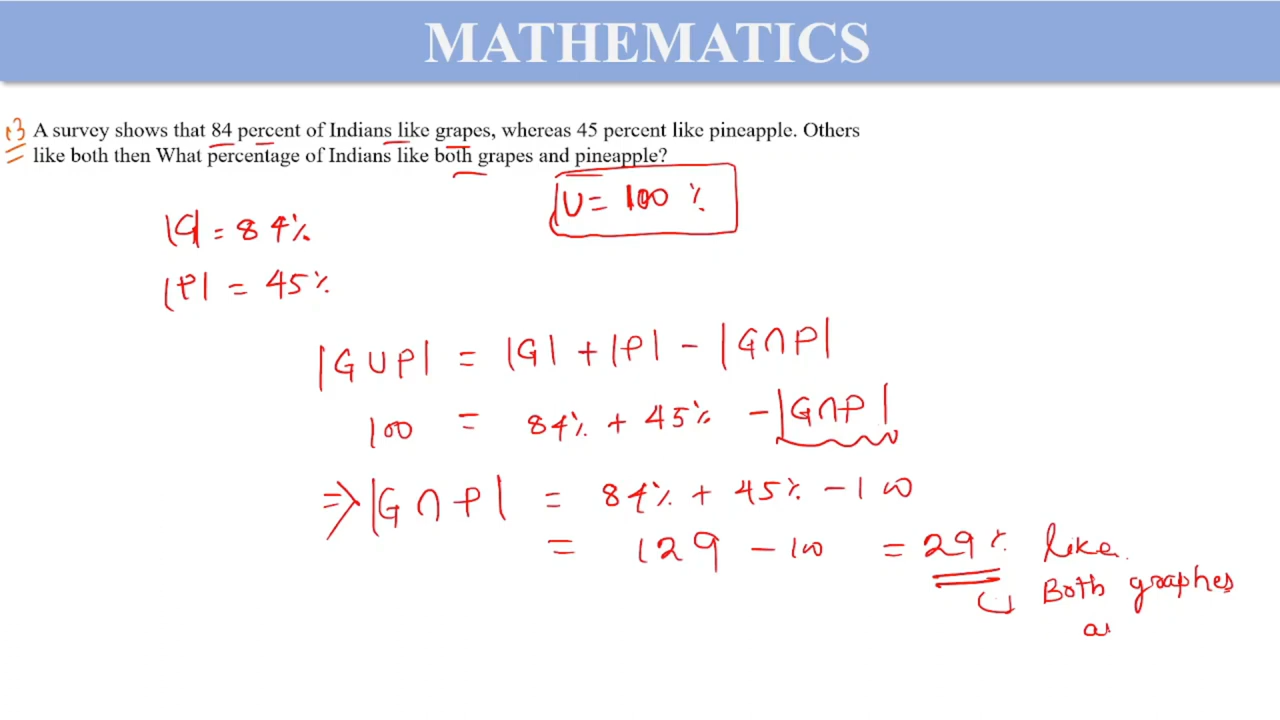 MATHEMATICS
13 A survey shows that 84 percent of Indians like grapes, whereas 45 percent like pineapple. Others
like both then What percentage of Indians like both grapes and pineapple?
U = 100 %
|G| = 84%
|P| = 45%
|G∪P| = |G| + |P| - |G∩P|
100 = 84% + 45% - |G∩P|
⇒ |G∩P| = 84% + 45% - 100
= 129 - 100 = 29% like
Both graphes
an